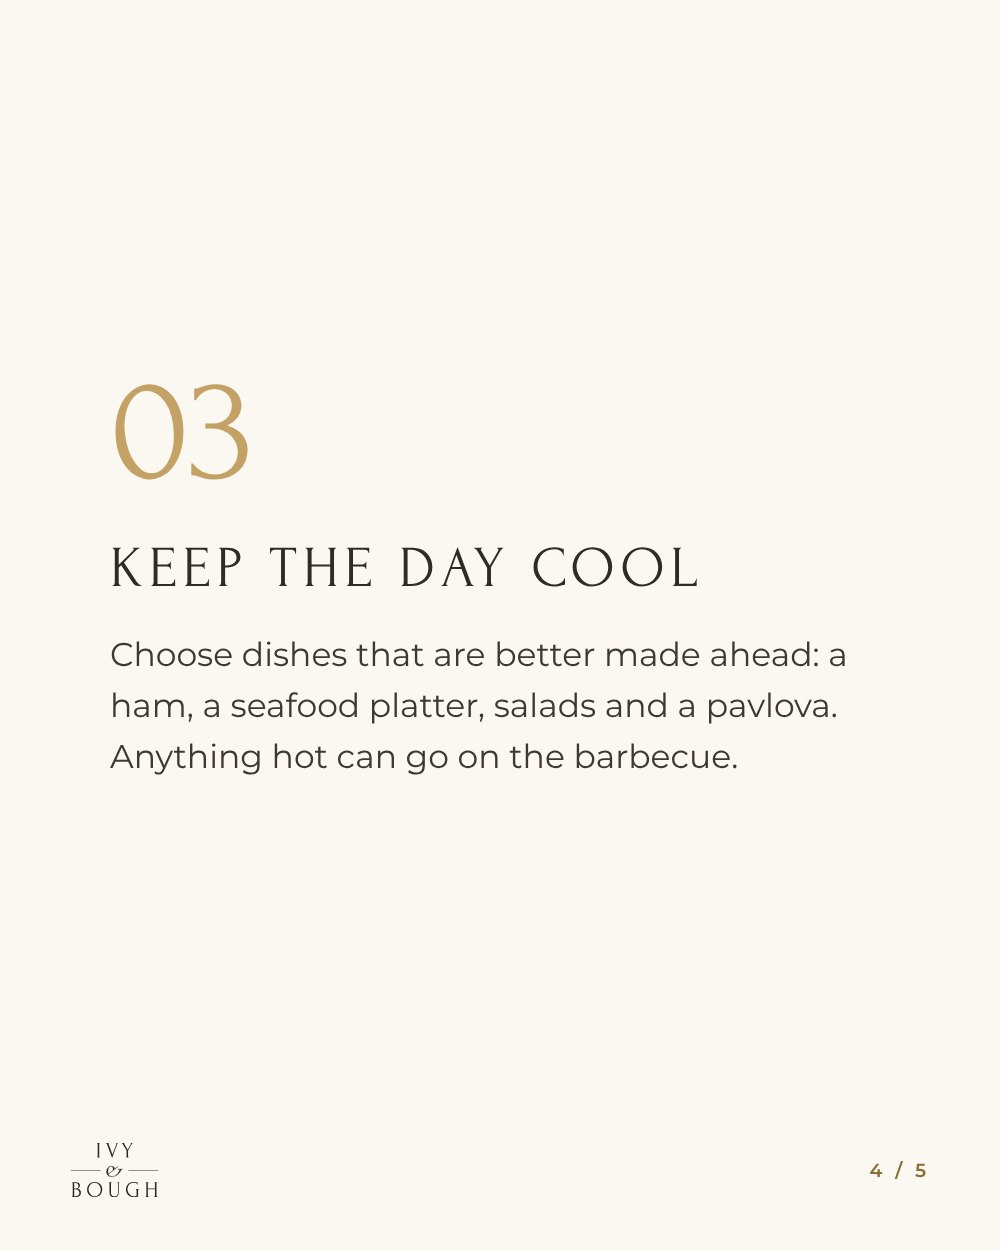 03
KEEP THE DAY COOL
Choose dishes that are better made ahead: a
ham, a seafood platter, salads and a pavlova.
Anything hot can go on the barbecue.
IVY
&
BOUGH
4 / 5